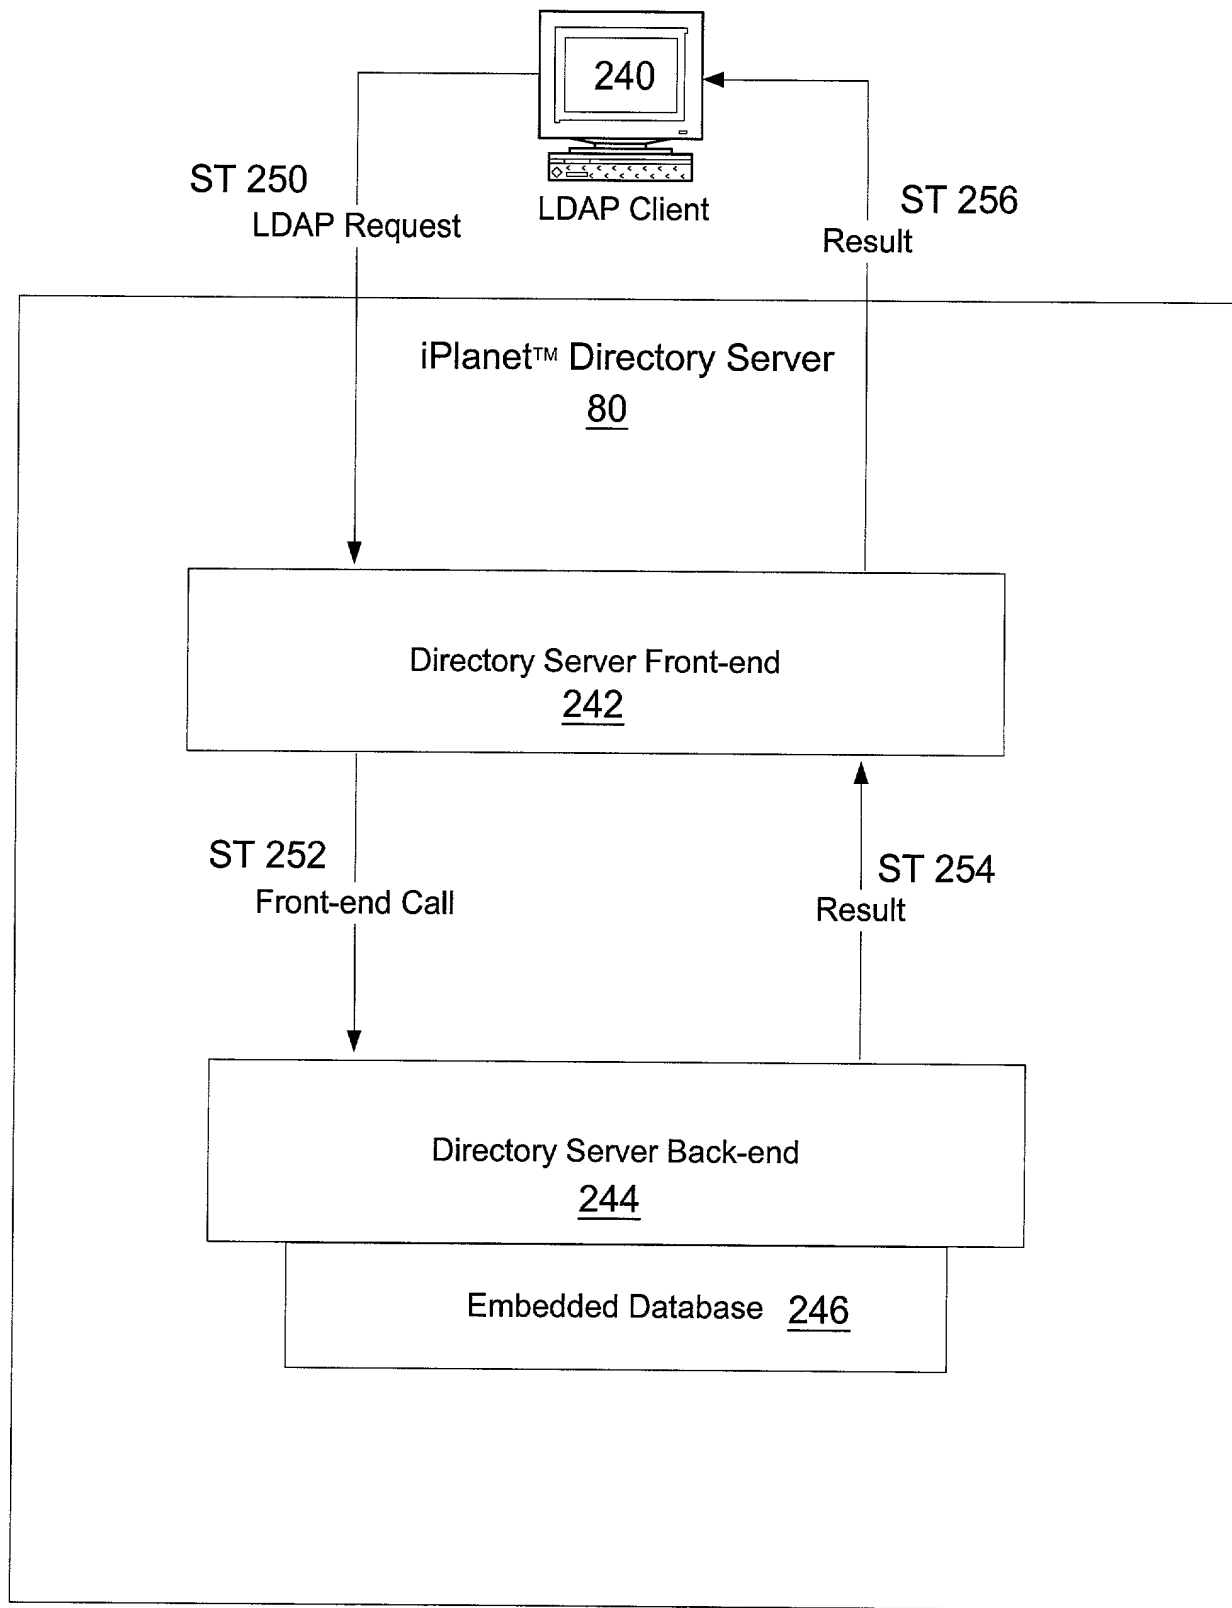 240
ST 250
LDAP Request
LDAP Client
ST 256
Result
iPlanet™ Directory Server
80
Directory Server Front-end
242
ST 252
Front-end Call
ST 254
Result
Directory Server Back-end
244
Embedded Database 246